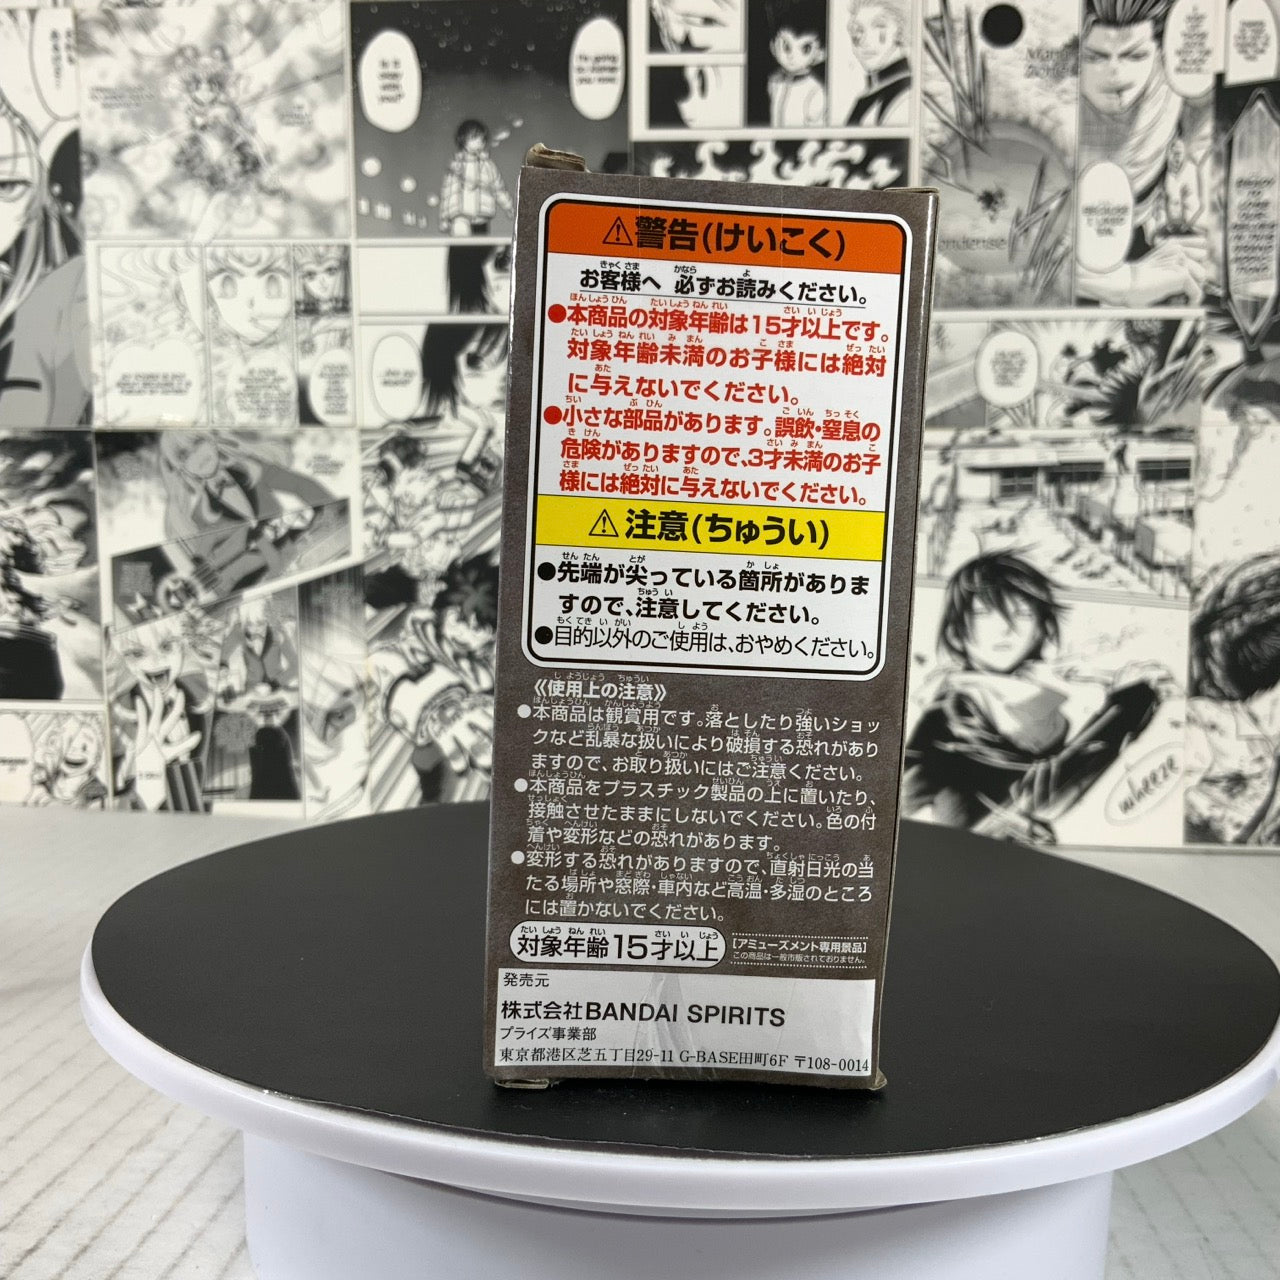 ⚠警告(けいこく)
お客様へ 必ずお読みください。
●本商品の対象年齢は15才以上です。
対象年齢未満のお子様には絶対
に与えないでください。
●小さな部品があります。誤飲・窒息の
危険がありますので、3才未満のお子
様には絶対に与えないでください。
⚠注意(ちゅうい)
●先端が尖っている箇所がありま
すので、注意してください。
●目的以外のご使用は、おやめください。
《使用上の注意》
●本商品は観賞用です。落としたり強いショッ
クなど乱暴な扱いにより破損する恐れがあり
ますので、お取り扱いにはご注意ください。
●本商品をプラスチック製品の上に置いたり、
接触させたままにしないでください。色の付
着や変形などの恐れがあります。
●変形する恐れがありますので、直射日光の当
たる場所や窓際・車内など高温・多湿のところ
には置かないでください。
対象年齢15才以上
[アミューズメント専用景品]
この商品は一般市販されておりません。
発売元
株式会社BANDAI SPIRITS
プライズ事業部
東京都港区芝五丁目29-11 G-BASE田町6F 〒108-0014
wheeze